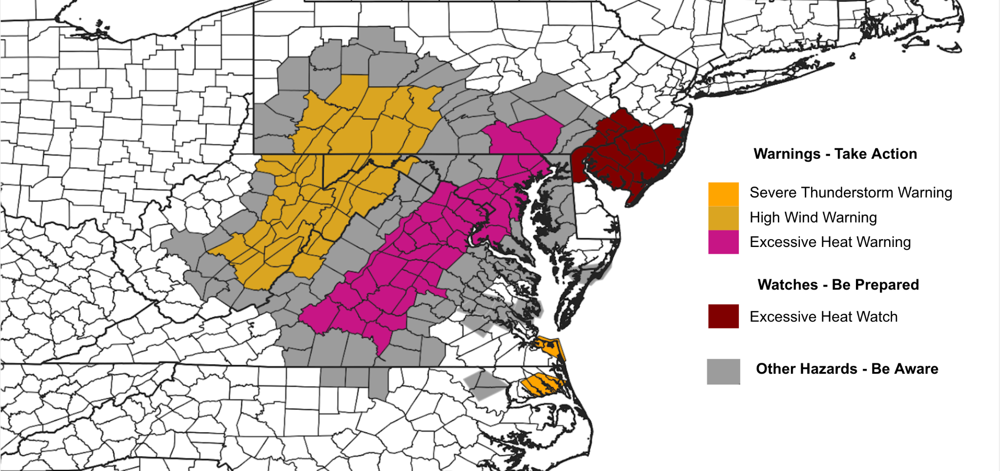 Warnings - Take Action
Severe Thunderstorm Warning
High Wind Warning
Excessive Heat Warning
Watches - Be Prepared
Excessive Heat Watch
Other Hazards - Be Aware